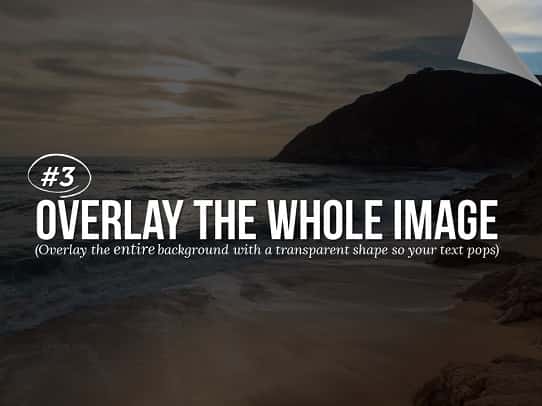 #3
OVERLAY THE WHOLE IMAGE
(Overlay the entire background with a transparent shape so your text pops)